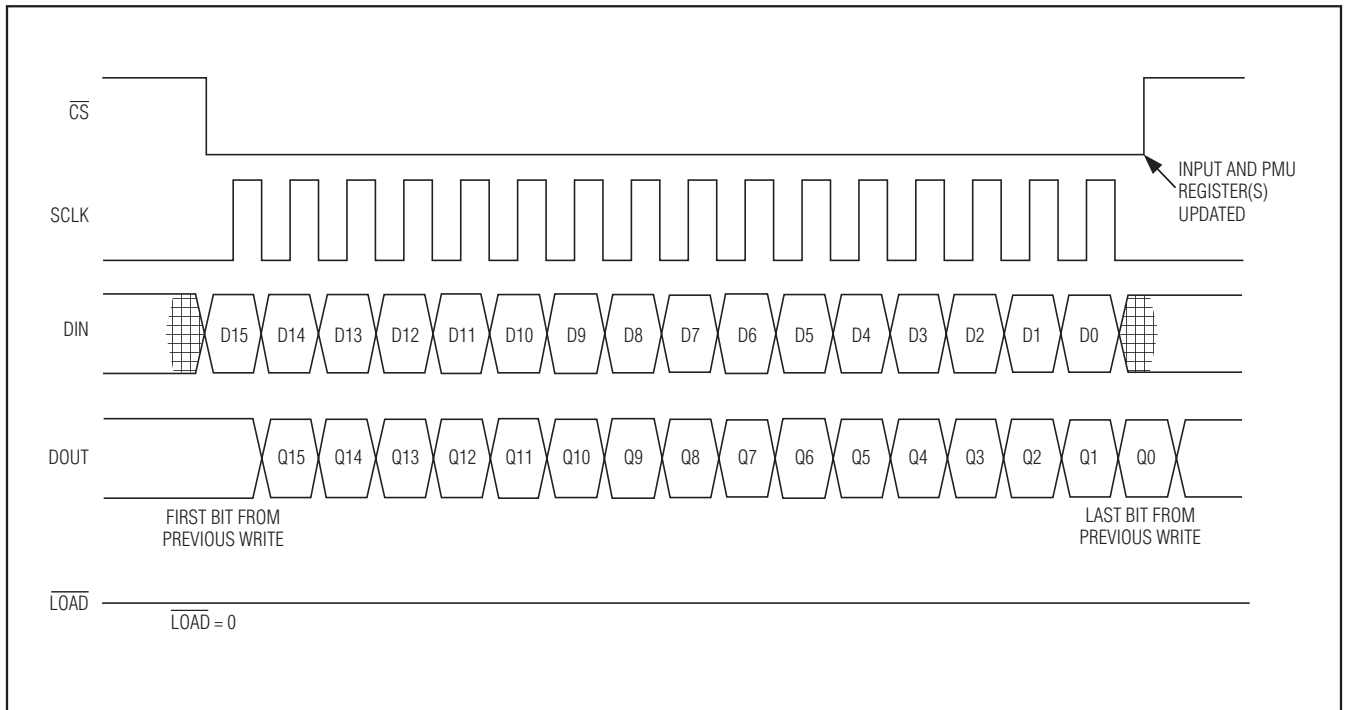 CS
INPUT AND PMU
REGISTER(S)
UPDATED
SCLK
DIN
D15 D14 D13 D12 D11 D10 D9 D8 D7 D6 D5 D4 D3 D2 D1 D0
DOUT
Q15 Q14 Q13 Q12 Q11 Q10 Q9 Q8 Q7 Q6 Q5 Q4 Q3 Q2 Q1 Q0
FIRST BIT FROM
PREVIOUS WRITE
LAST BIT FROM
PREVIOUS WRITE
LOAD
LOAD = 0